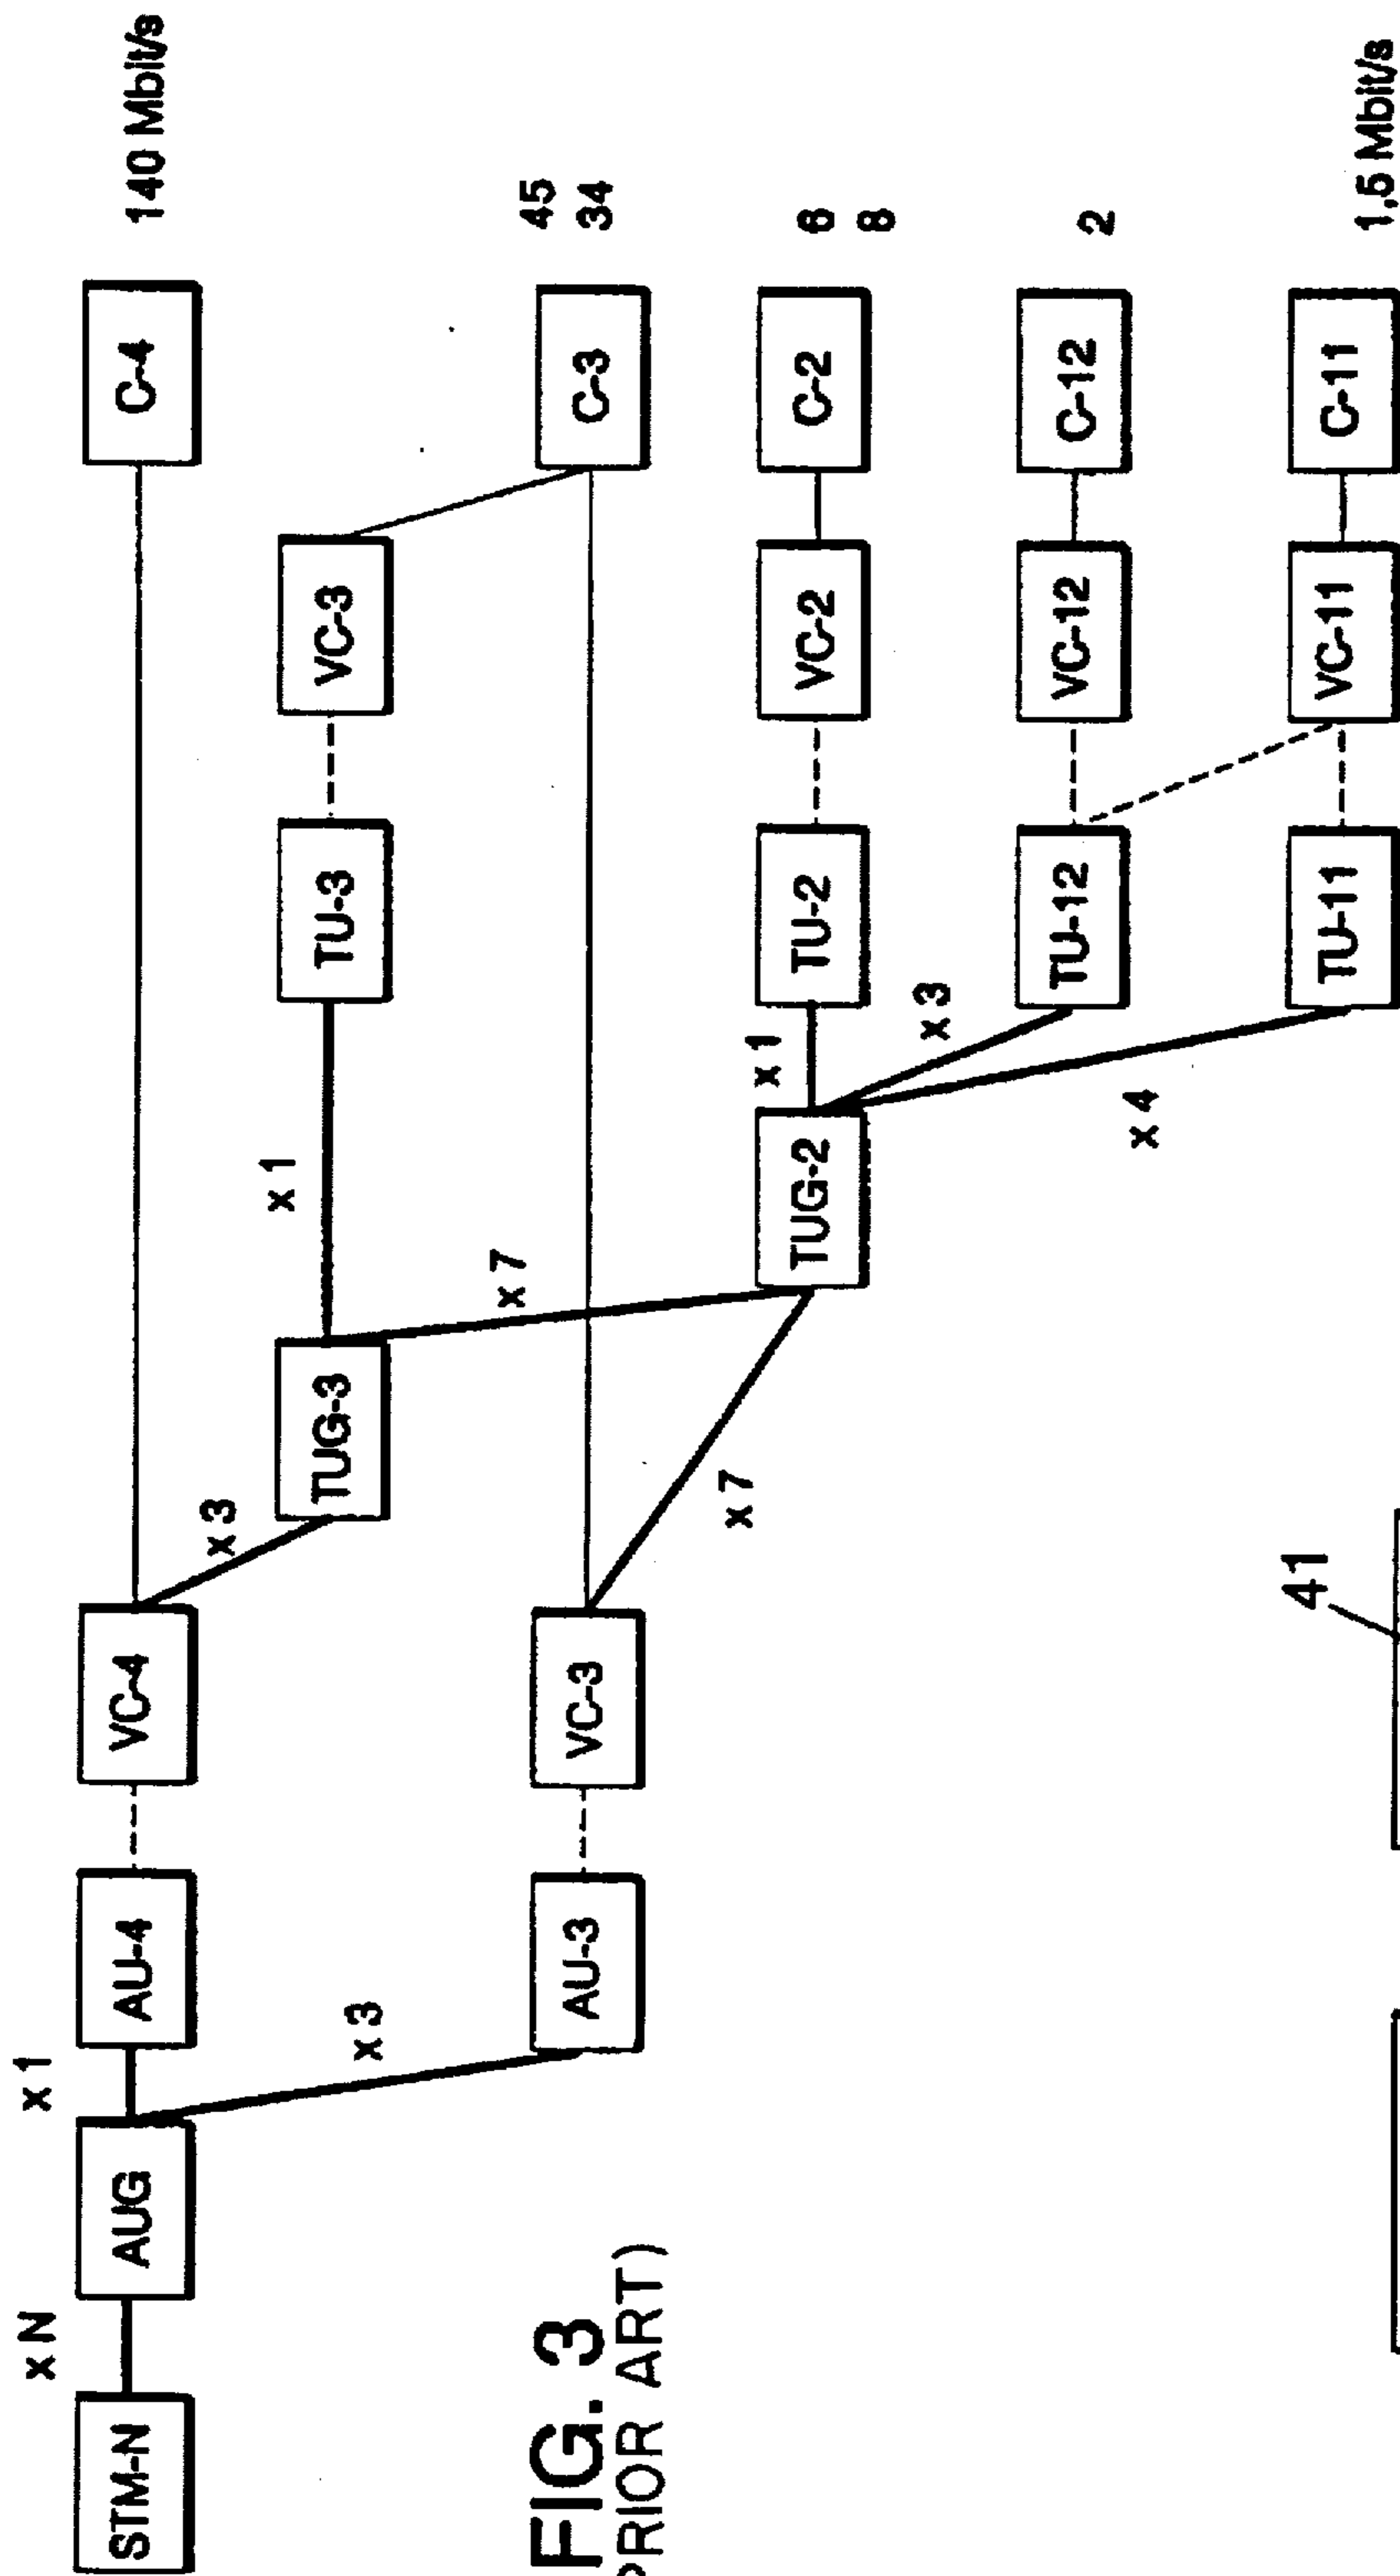 x N
x 1
STM-N
AUG
AU-4
VC-4
C-4
140 Mbit/s
x 3
x 1
TUG-3
TU-3
VC-3
x 3
x 7
AU-3
VC-3
C-3
45
34
x 7
x 1
TUG-2
TU-2
VC-2
C-2
6
8
x 3
TU-12
VC-12
C-12
2
x 4
TU-11
VC-11
C-11
1,5 Mbit/s
FIG. 3
PRIOR ART)
41